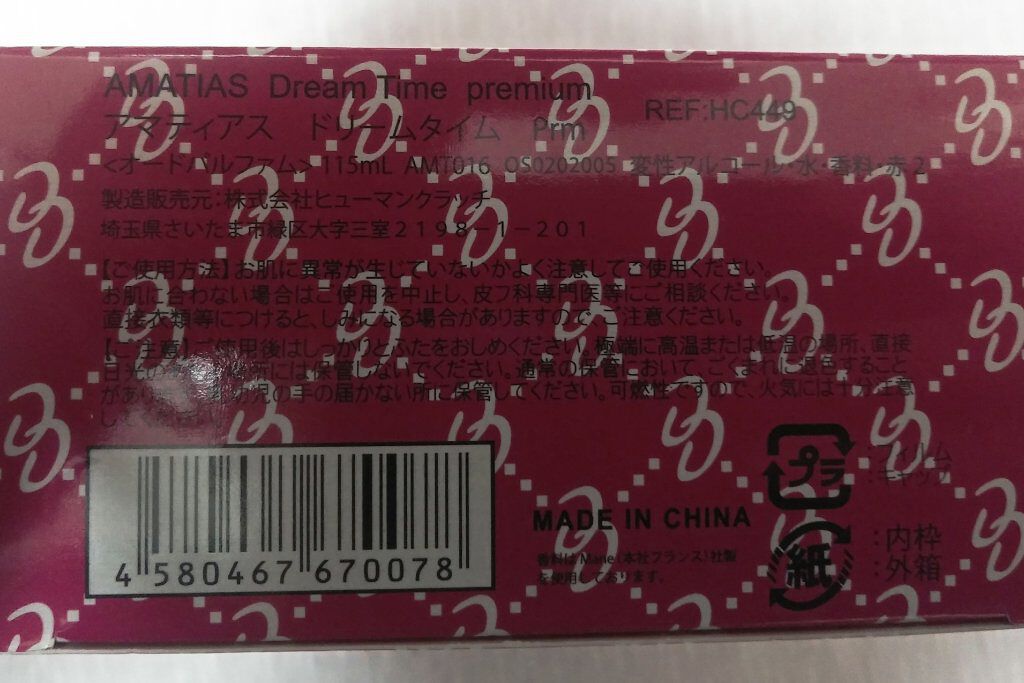 AMATIAS Dream Time premium
REF:HC449
アマティアス ドリームタイム Prm
<オードパルファム> 115mL AMT016 OS0202005 変性アルコール・水・香料・赤2
製造販売元:株式会社ヒューマンクラッチ
埼玉県さいたま市緑区大字三室2198-1-201
【ご使用方法】お肌に異常が生じていないかよく注意してご使用ください。
お肌に合わない場合はご使用を中止し、皮フ科専門医等にご相談ください。
直接衣類等につけると、しみになる場合がありますので、ご注意ください。
【ご注意】ご使用後はしっかりとふたをおしめください。極端に高温または低温の場所、直接
日光の 場所には保管しないでください。通常の保管において、ごくまれに退色すること
があり 乳幼児の手の届かない所に保管してください。可燃性ですので、火気には十分注意
し
4 580467 670078
MADE IN CHINA
香料は Mane(本社フランス)社製
を使用しております。
プラ
:フィルム
:キャップ
紙
:内枠
:外箱